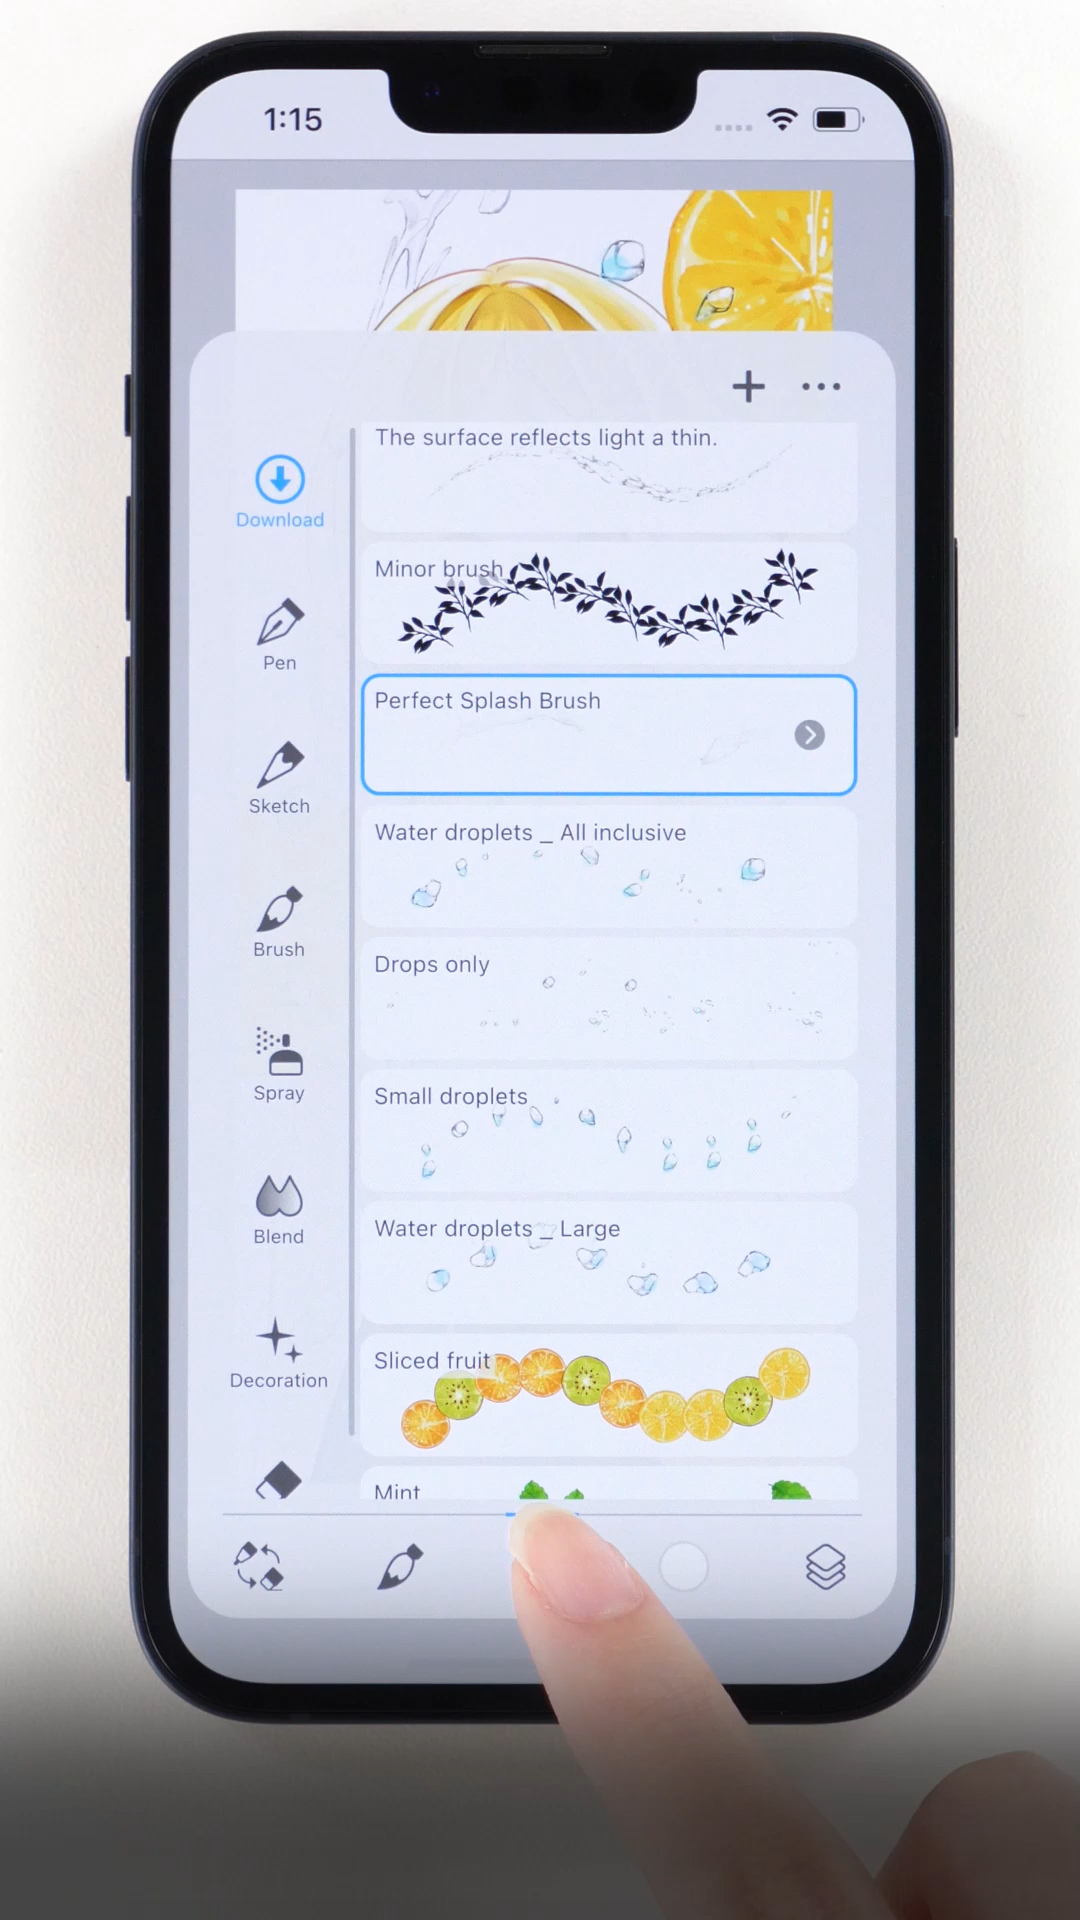 1:15
The surface reflects light a thin.
Download
Minor brush
Pen
Perfect Splash Brush
Sketch
Water droplets _ All inclusive
Brush
Drops only
Spray
Small droplets
Blend
Water droplets _ Large
Decoration
Sliced fruit
Mint